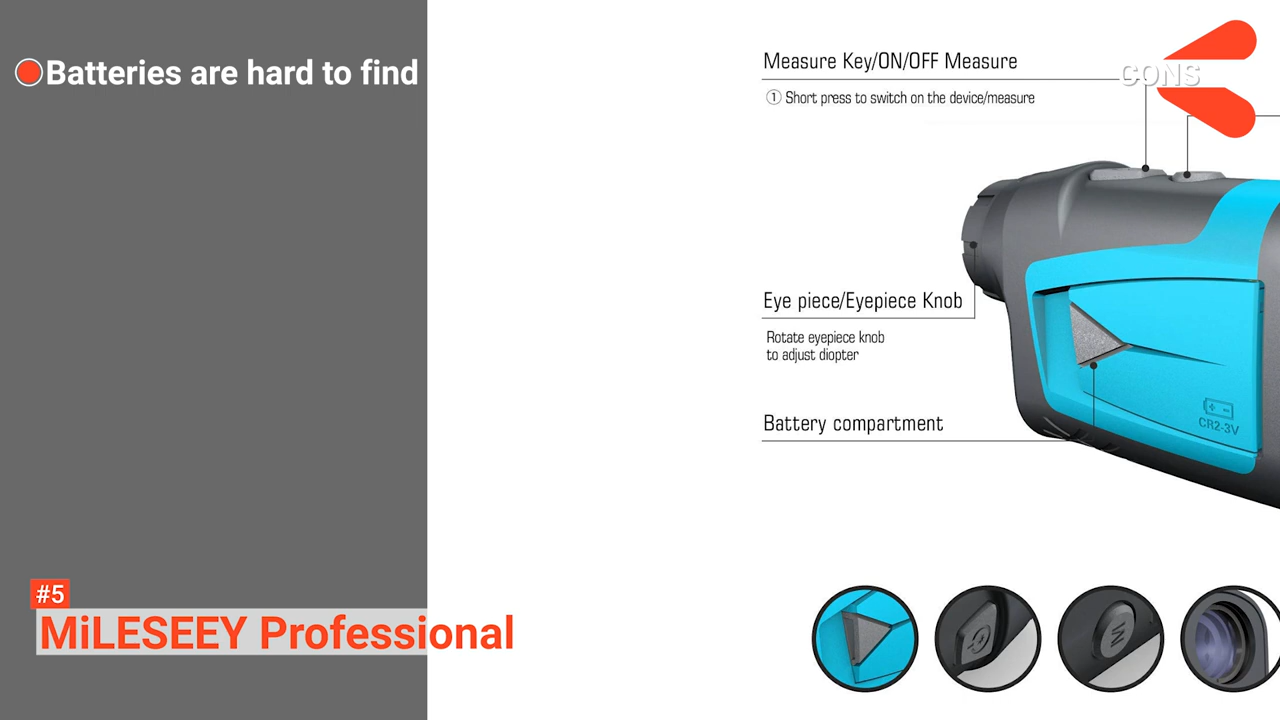 Batteries are hard to find
CONS
Measure Key/ON/OFF Measure
① Short press to switch on the device/measure
Eye piece/Eyepiece Knob
Rotate eyepiece knob
to adjust diopter
Battery compartment
+ -
CR2-3V
M
#5
MiLESEEY Professional